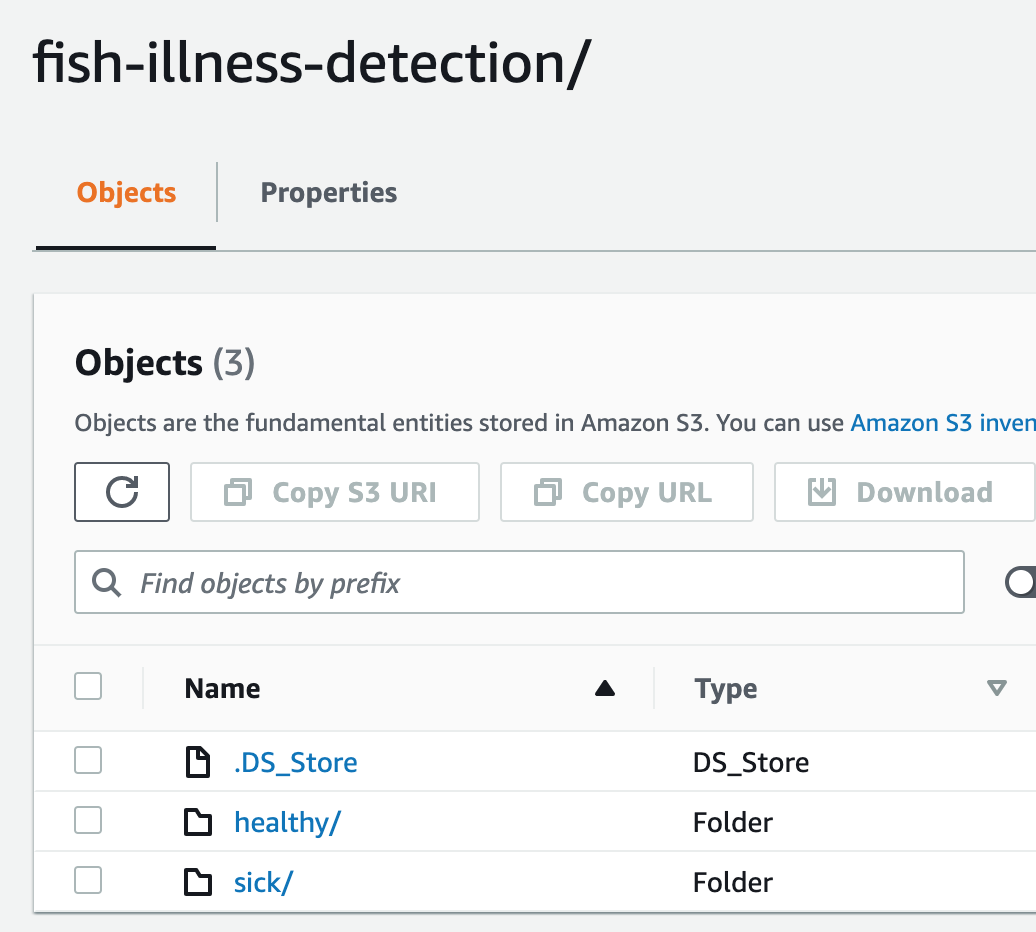 fish-illness-detection/
Objects Properties
Objects (3)
Objects are the fundamental entities stored in Amazon S3. You can use Amazon S3 inven
Copy S3 URI Copy URL Download
Find objects by prefix
Name Type
.DS_Store DS_Store
healthy/ Folder
sick/ Folder